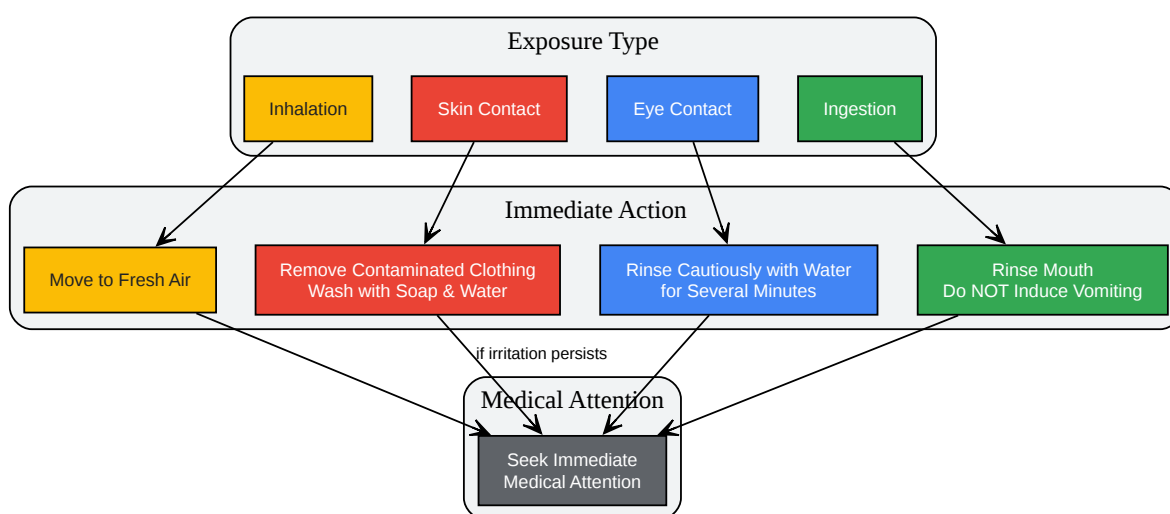 Exposure Type
Inhalation
Skin Contact
Eye Contact
Ingestion
Immediate Action
Move to Fresh Air
Remove Contaminated Clothing
Wash with Soap & Water
Rinse Cautiously with Water
for Several Minutes
Rinse Mouth
Do NOT Induce Vomiting
if irritation persists
Medical Attention
Seek Immediate
Medical Attention